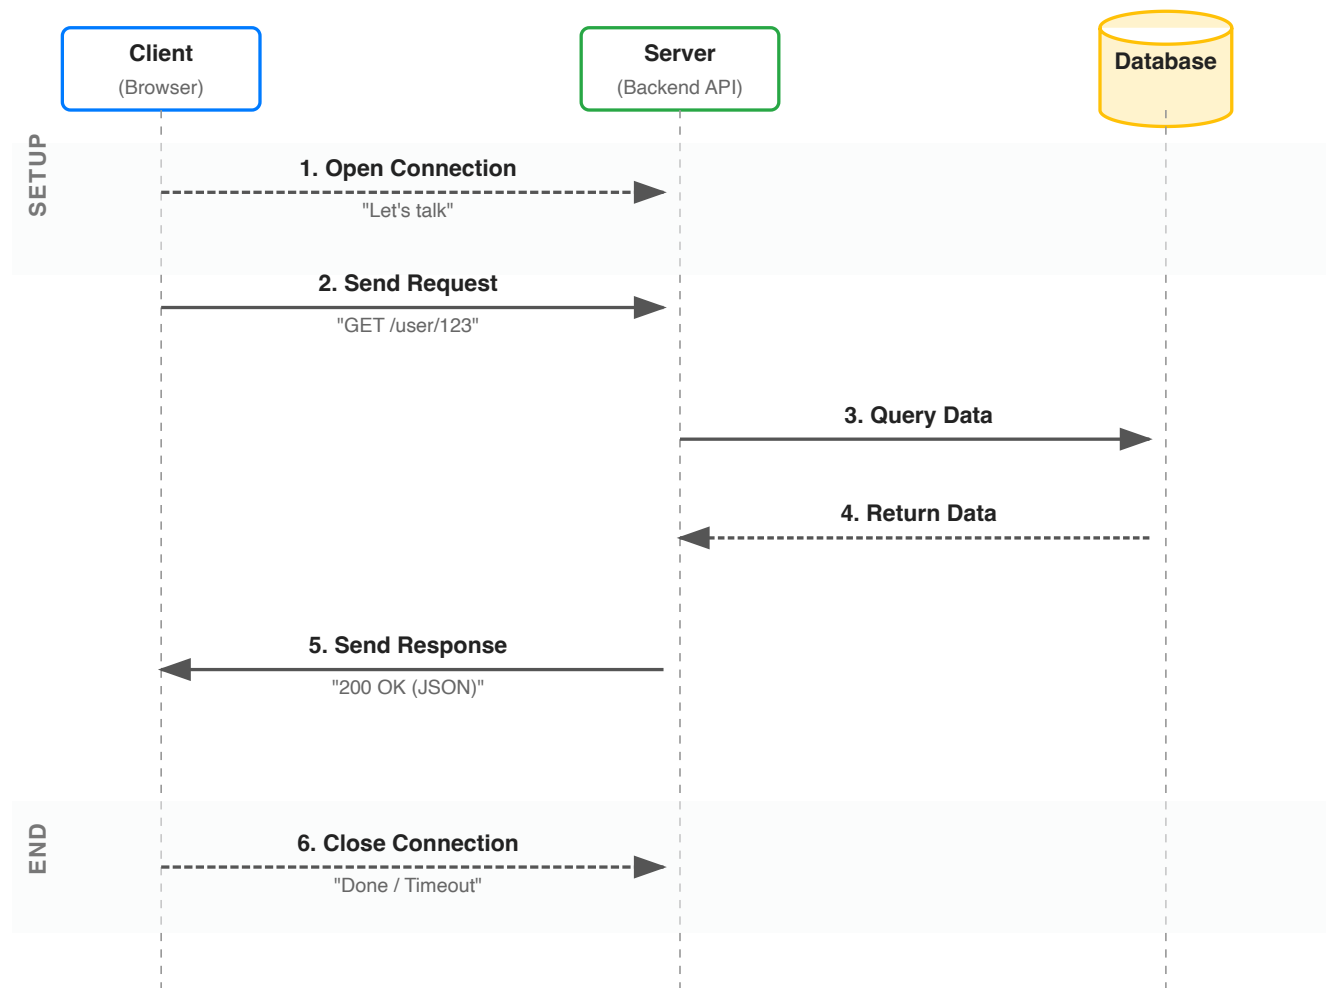 Client
(Browser)
Server
(Backend API)
Database
SETUP
1. Open Connection
"Let's talk"
2. Send Request
"GET /user/123"
3. Query Data
4. Return Data
5. Send Response
"200 OK (JSON)"
END
6. Close Connection
"Done / Timeout"